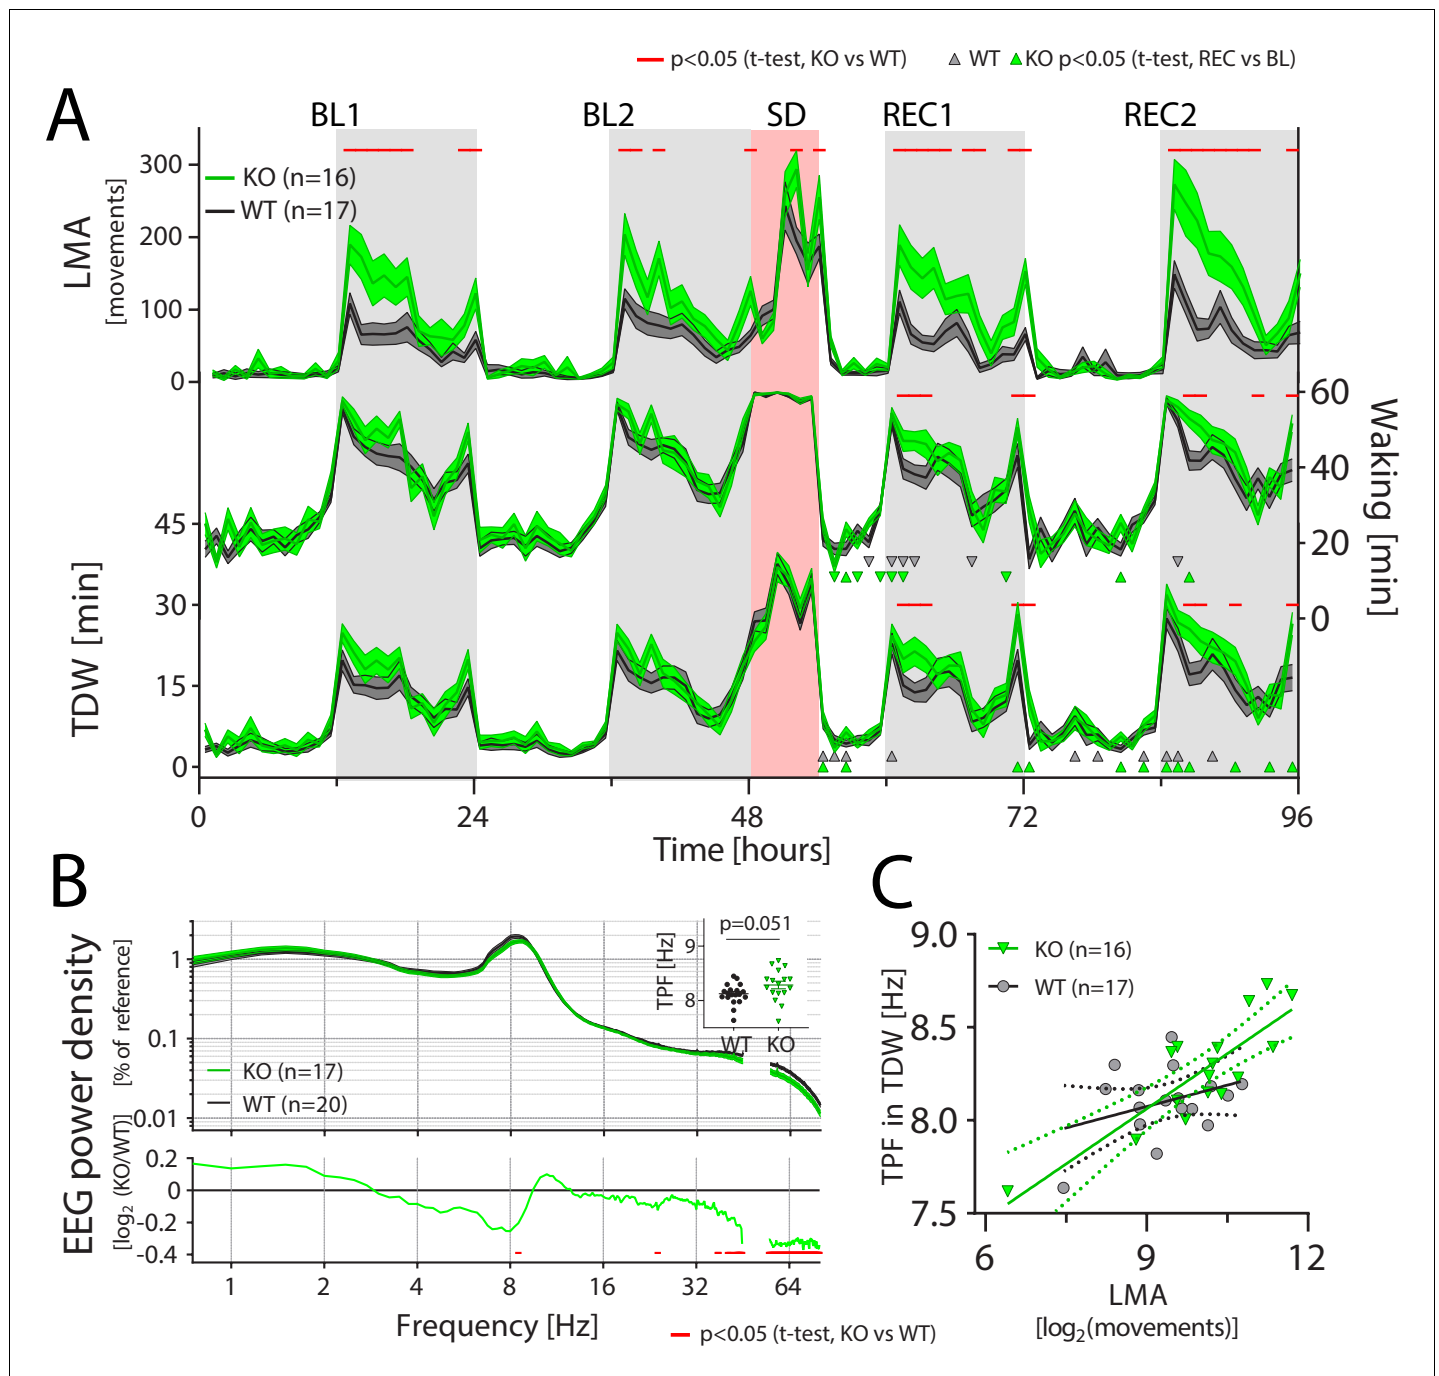 p<0.05 (t-test, KO vs WT) WT KO p<0.05 (t-test, REC vs BL)
A
BL1 BL2 SD REC1 REC2
LMA
[movements]
300
200
100
0
KO (n=16)
WT (n=17)
Waking [min]
60
40
20
0
TDW [min]
45
30
15
0
0 24 48 72 96
Time [hours]
B
EEG power density
[% of reference]
1
0.1
0.01
KO (n=17)
WT (n=20)
p=0.051
TPF [Hz]
9
8
WT KO
[log2 (KO/WT)]
0.2
0
-0.2
-0.4
1 2 4 8 16 32 64
Frequency [Hz]
p<0.05 (t-test, KO vs WT)
C
TPF in TDW [Hz]
9.0
8.5
8.0
7.5
KO (n=16)
WT (n=17)
6 9 12
LMA
[log2(movements)]